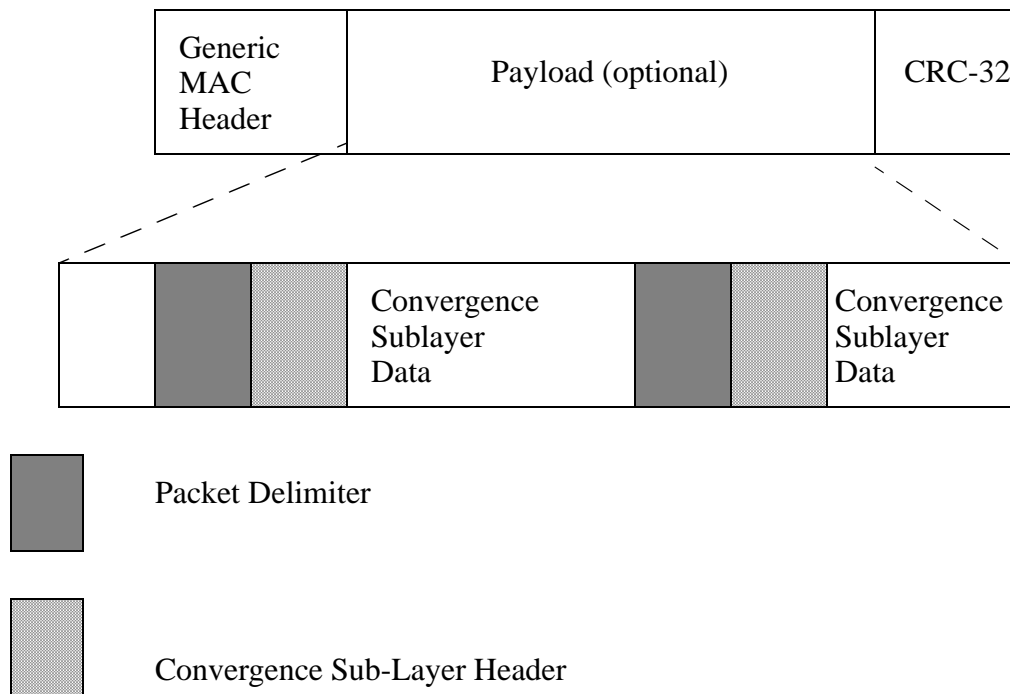 Generic
MAC
Header
Payload (optional)
CRC-32
Convergence
Sublayer
Data
Convergence
Sublayer
Data
Packet Delimiter
Convergence Sub-Layer Header